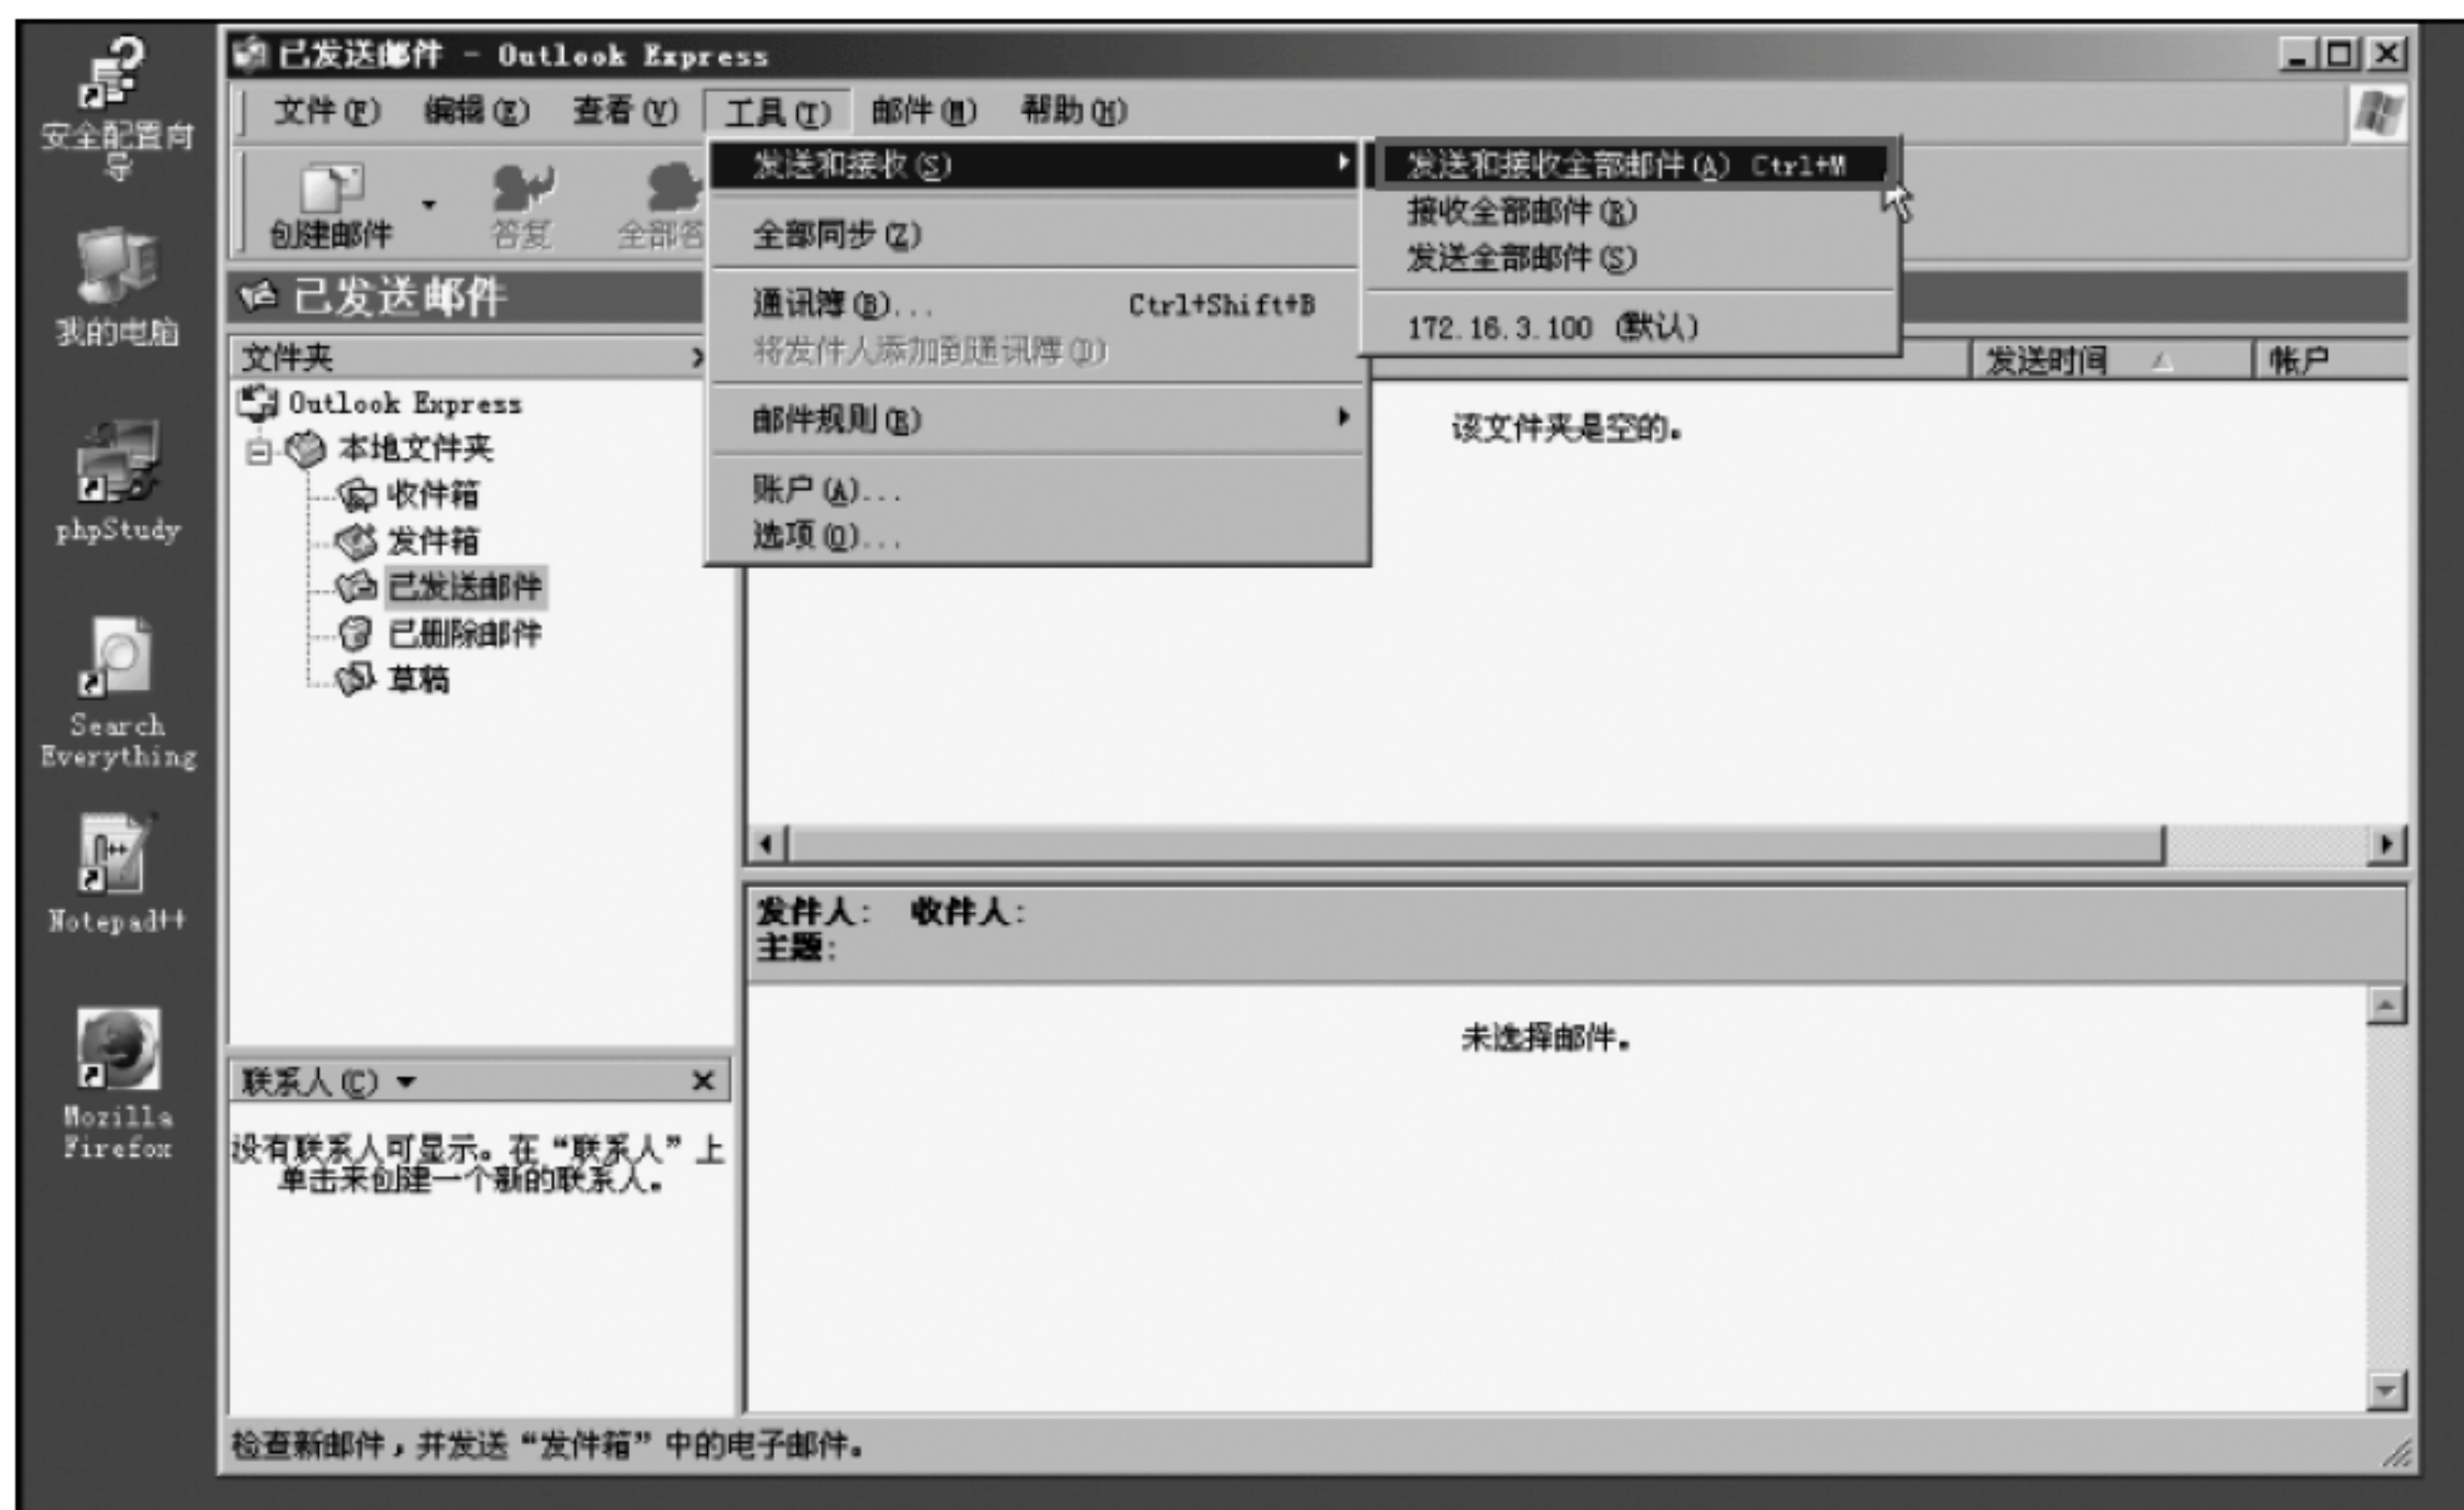 安全配置向
导
我的电脑
phpStudy
Search
Everything
Notepad++
Mozilla
Firefox
已发送邮件 - Outlook Express
文件(F) 编辑(E) 查看(V) 工具(T) 邮件(M) 帮助(H)
创建邮件 答复 全部答
发送和接收(S)
全部同步(Z)
通讯簿(B)... Ctrl+Shift+B
将发件人添加到通讯簿(D)
邮件规则(R)
账户(A)...
选项(O)...
发送和接收全部邮件(A) Ctrl+M
接收全部邮件(R)
发送全部邮件(S)
172.16.3.100 (默认)
已发送邮件
文件夹
Outlook Express
本地文件夹
收件箱
发件箱
已发送邮件
已删除邮件
草稿
发送时间 帐户
该文件夹是空的。
发件人: 收件人:
主题:
未选择邮件。
联系人(C)
没有联系人可显示。在“联系人”上
单击来创建一个新的联系人。
检查新邮件，并发送“发件箱”中的电子邮件。